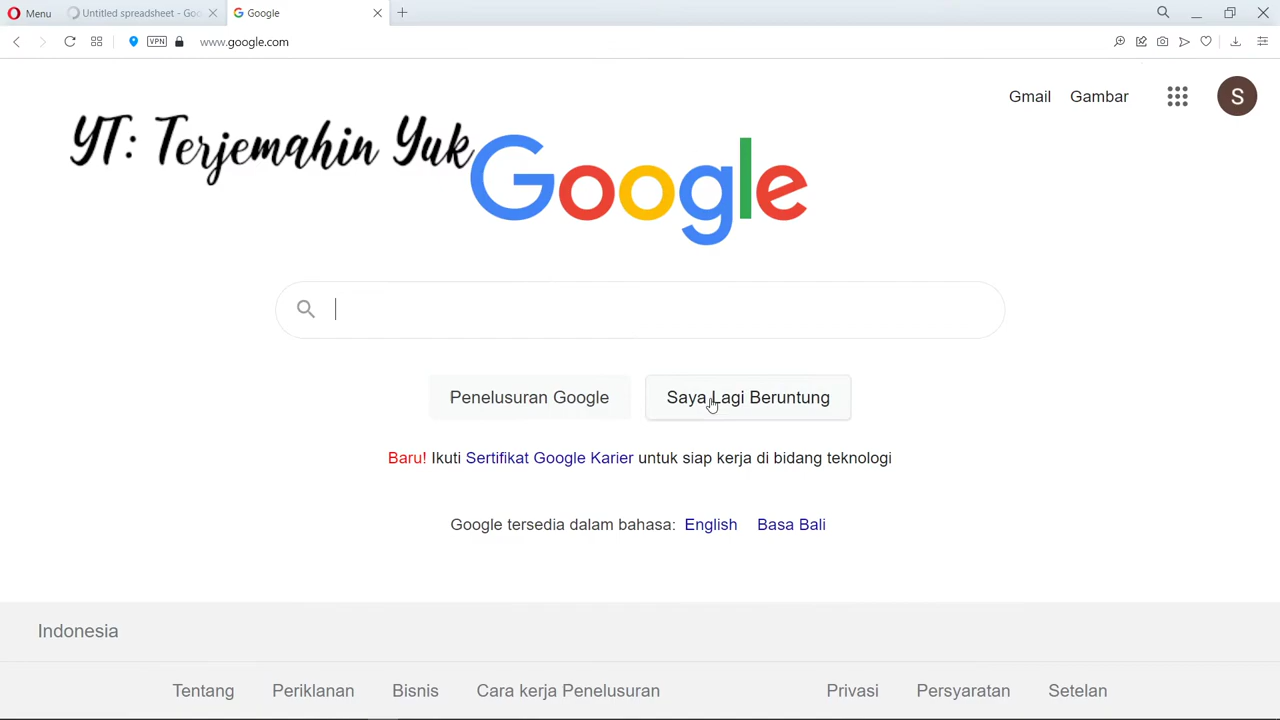 Menu
Untitled spreadsheet - Goo
Google
VPN
www.google.com
Gmail
Gambar
S
YT: Terjemahin Yuk
Google
Penelusuran Google
Saya Lagi Beruntung
Baru! Ikuti Sertifikat Google Karier untuk siap kerja di bidang teknologi
Google tersedia dalam bahasa: English Basa Bali
Indonesia
Tentang
Periklanan
Bisnis
Cara kerja Penelusuran
Privasi
Persyaratan
Setelan